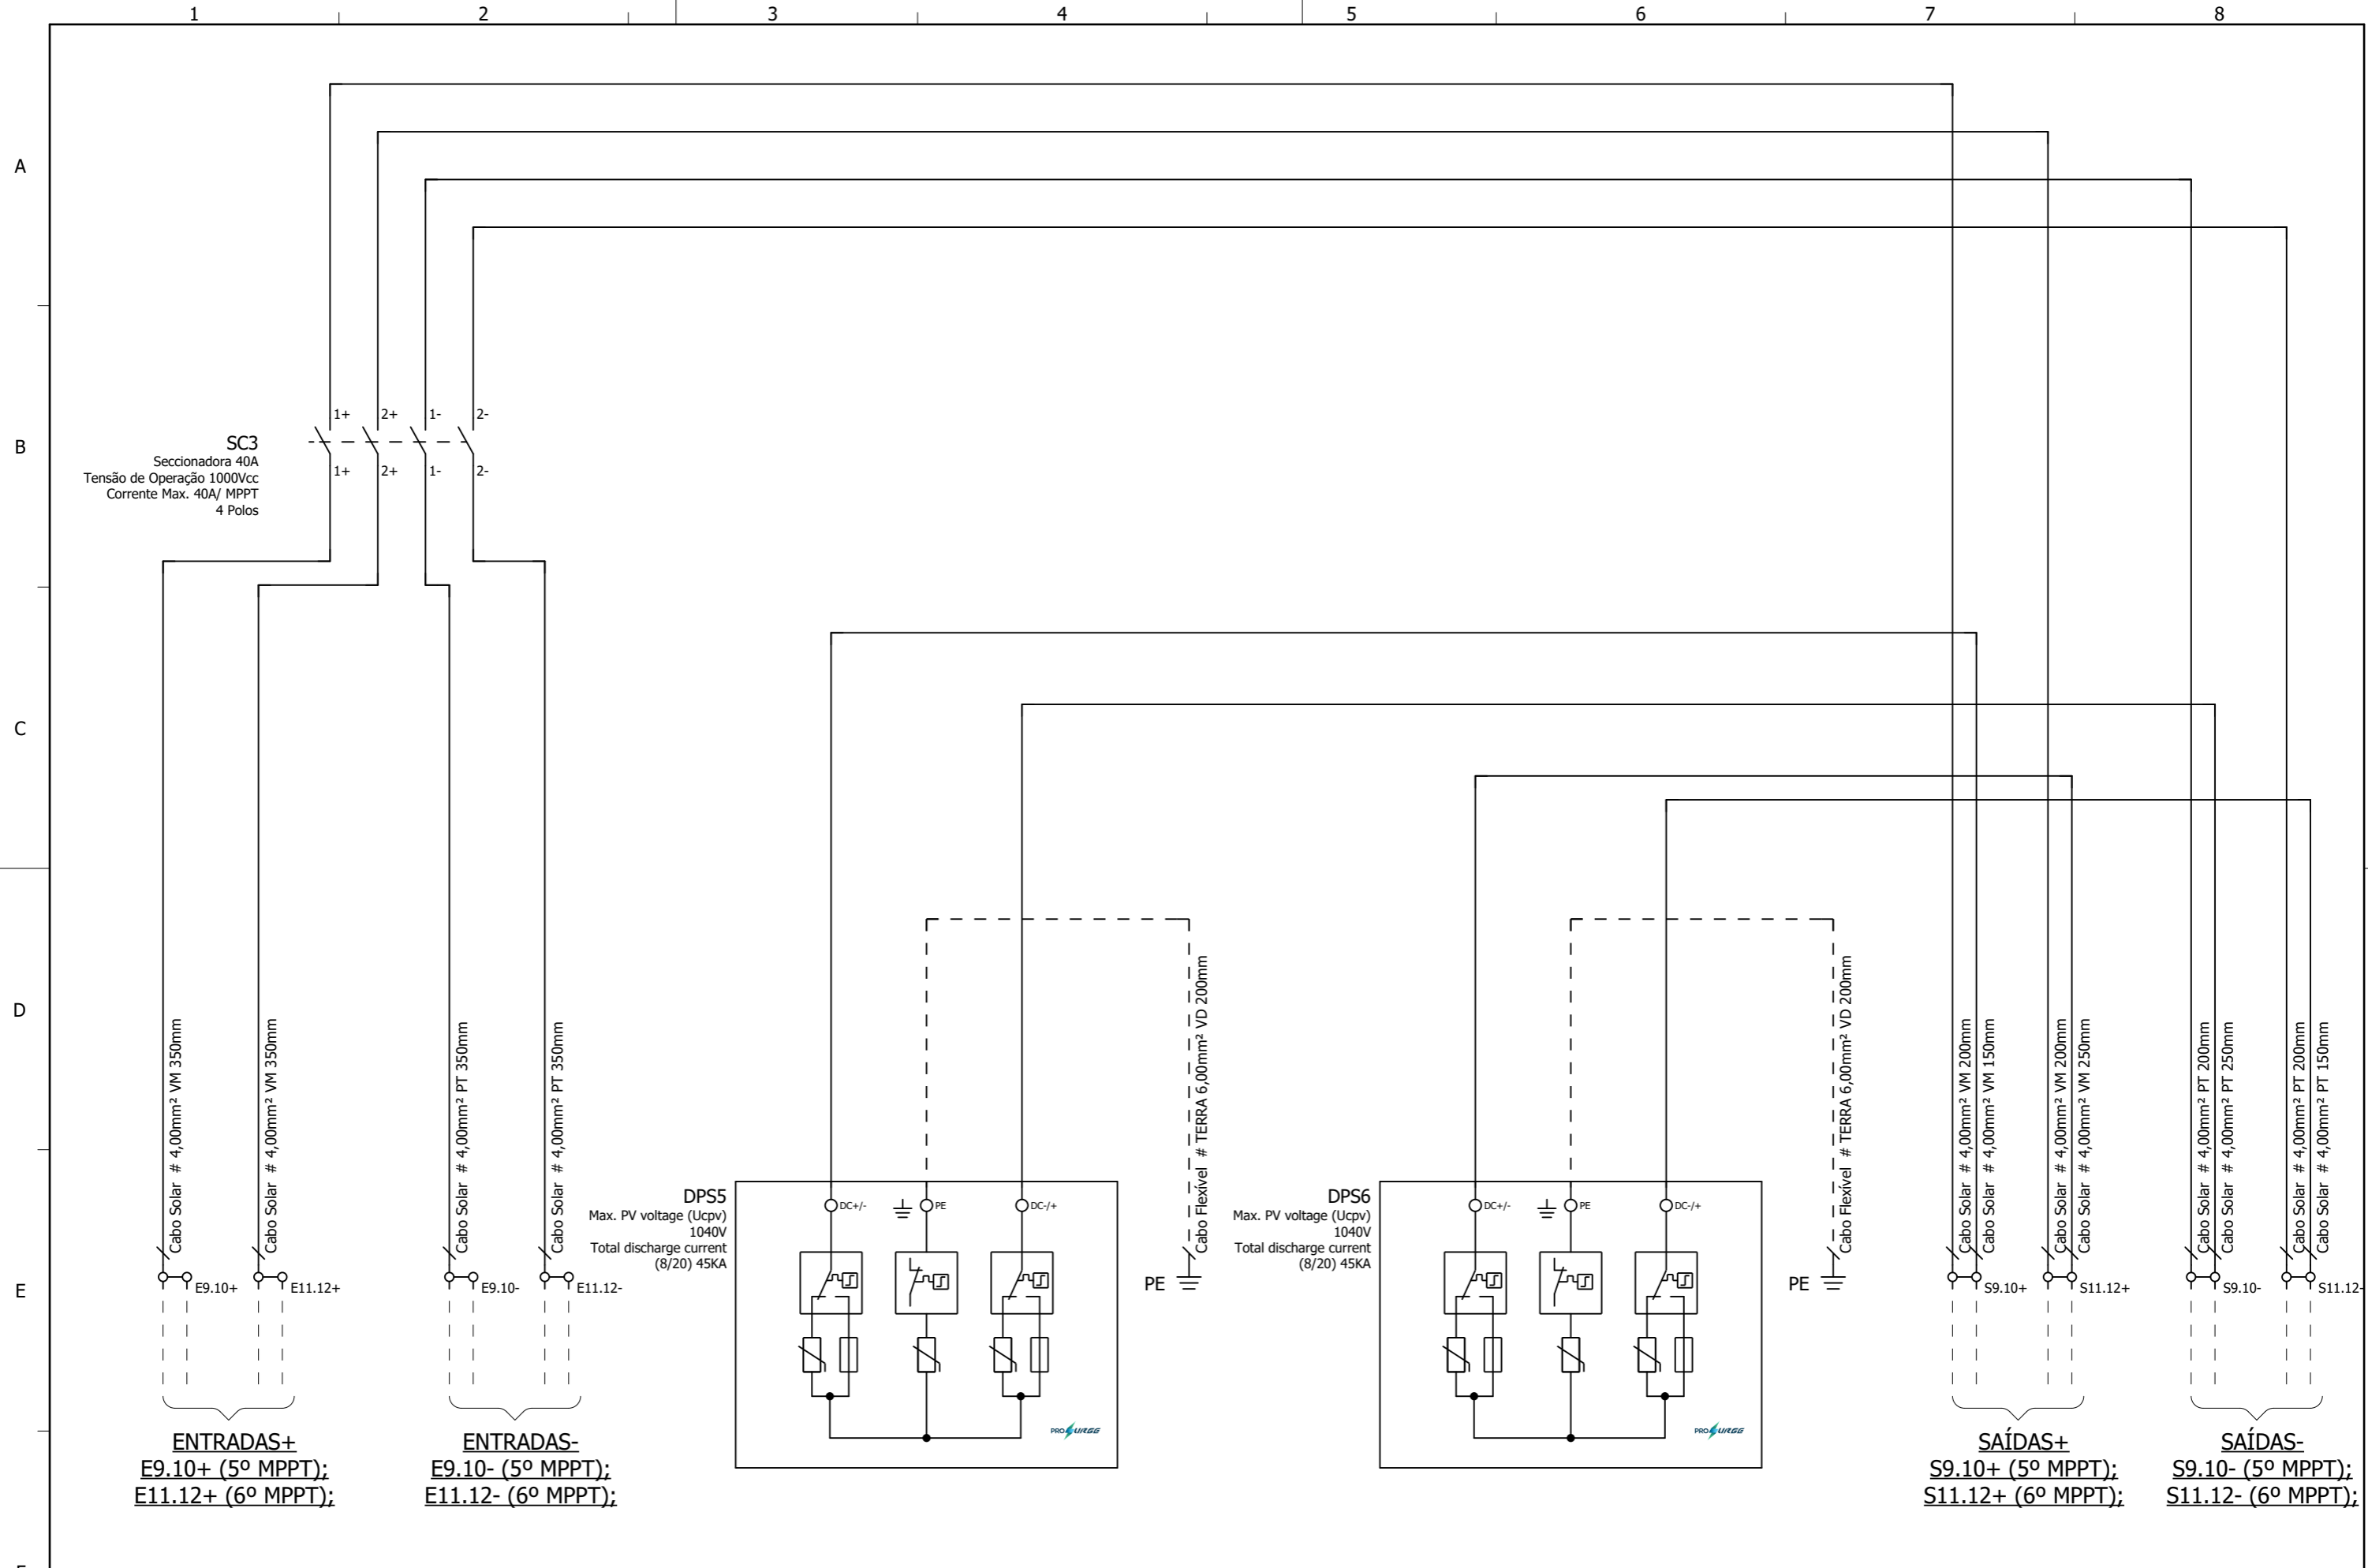 1 2 3 4 5 6 7 8
A
B
C
D
E
1+ 2+ 1- 2-
SC3
Seccionadora 40A
Tensão de Operação 1000Vcc
Corrente Max. 40A/ MPPT
4 Polos
1+ 2+ 1- 2-
Cabo Solar # 4,00mm² VM 350mm
Cabo Solar # 4,00mm² VM 350mm
Cabo Solar # 4,00mm² PT 350mm
Cabo Solar # 4,00mm² PT 350mm
E9.10+
E11.12+
E9.10-
E11.12-
ENTRADAS+
E9.10+ (5º MPPT);
E11.12+ (6º MPPT);
ENTRADAS-
E9.10- (5º MPPT);
E11.12- (6º MPPT);
DPS5
Max. PV voltage (Ucpv)
1040V
Total discharge current
(8/20) 45KA
DC+/- PE DC-/+
PROSURGE
Cabo Flexível # TERRA 6,00mm² VD 200mm
PE
DPS6
Max. PV voltage (Ucpv)
1040V
Total discharge current
(8/20) 45KA
DC+/- PE DC-/+
PROSURGE
Cabo Flexível # TERRA 6,00mm² VD 200mm
PE
Cabo Solar # 4,00mm² VM 200mm
Cabo Solar # 4,00mm² VM 150mm
Cabo Solar # 4,00mm² VM 200mm
Cabo Solar # 4,00mm² VM 250mm
Cabo Solar # 4,00mm² PT 200mm
Cabo Solar # 4,00mm² PT 250mm
Cabo Solar # 4,00mm² PT 200mm
Cabo Solar # 4,00mm² PT 150mm
S9.10+
S11.12+
S9.10-
S11.12-
SAÍDAS+
S9.10+ (5º MPPT);
S11.12+ (6º MPPT);
SAÍDAS-
S9.10- (5º MPPT);
S11.12- (6º MPPT);